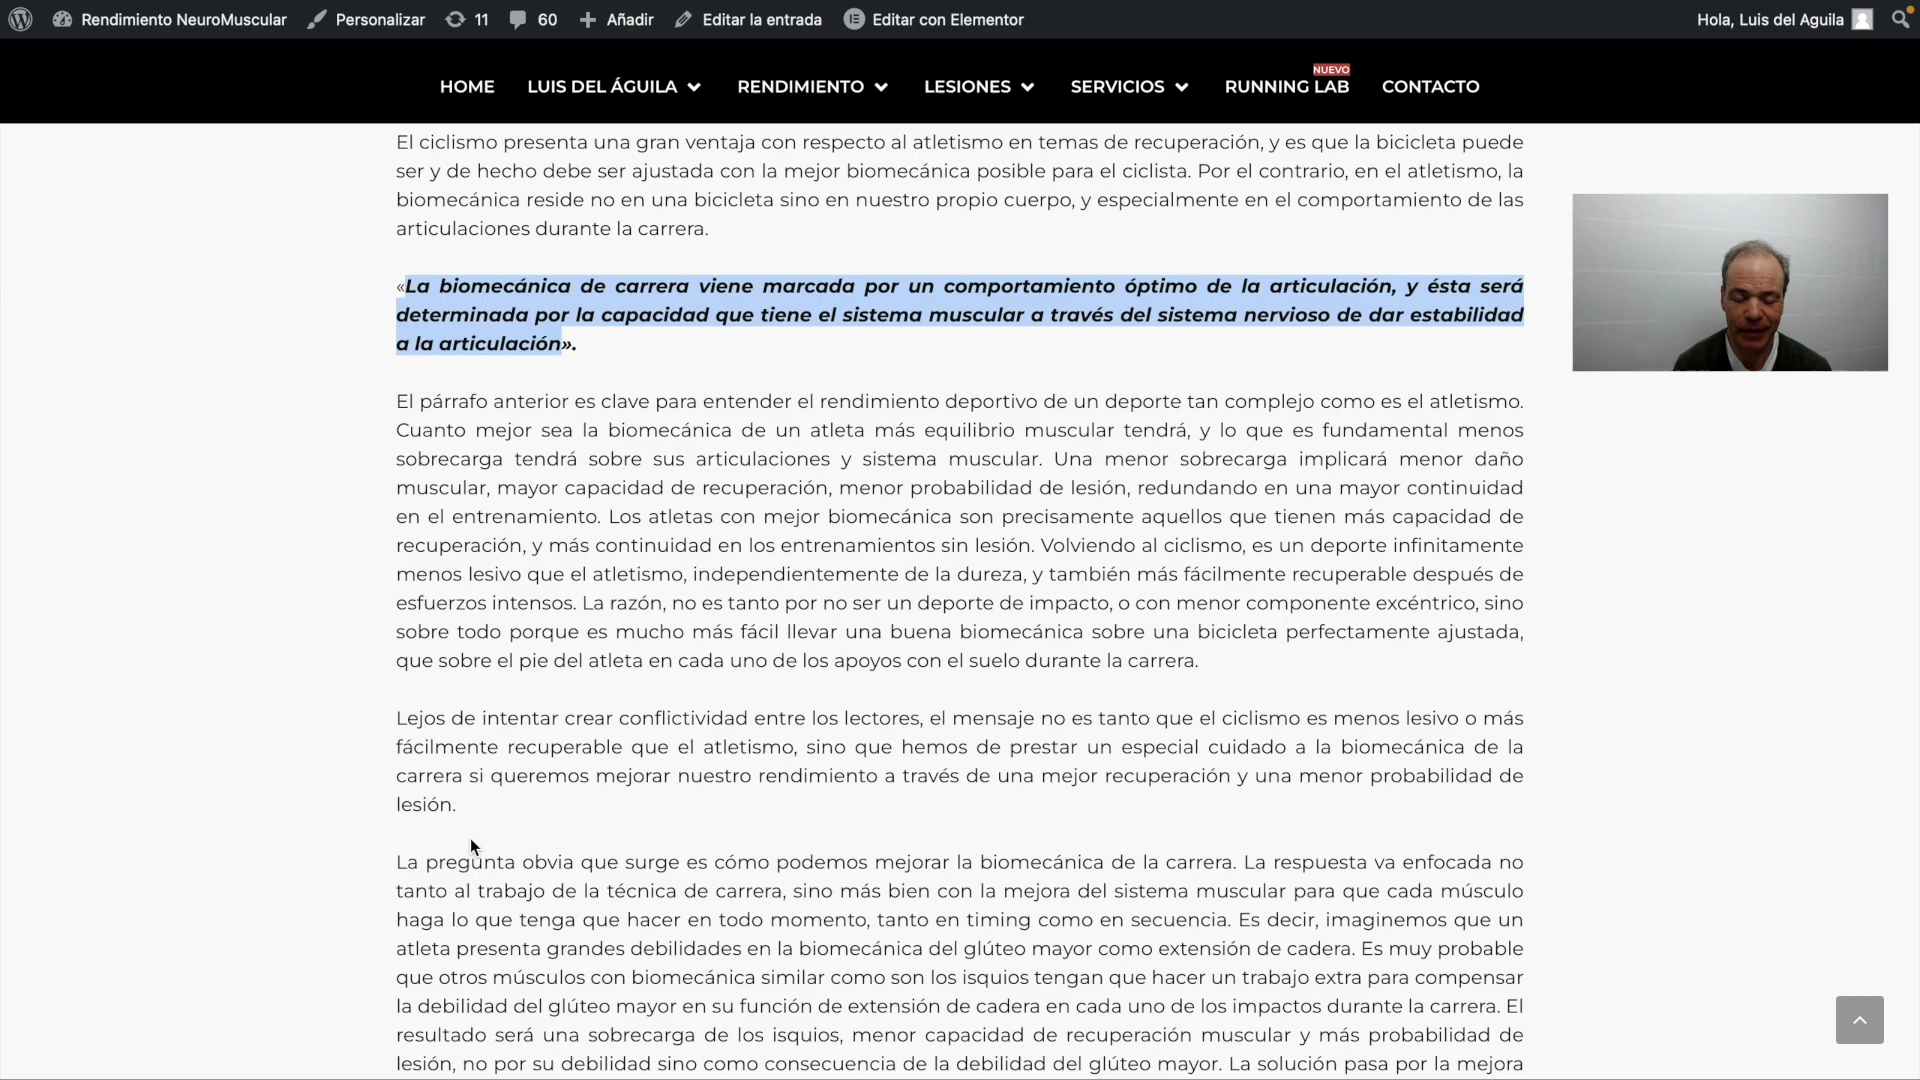 Rendimiento NeuroMuscular Personalizar 11 60 Añadir Editar la entrada Editar con Elementor Hola, Luis del Aguila
HOME LUIS DEL ÁGUILA RENDIMIENTO LESIONES SERVICIOS RUNNING LAB NUEVO CONTACTO
El ciclismo presenta una gran ventaja con respecto al atletismo en temas de recuperación, y es que la bicicleta puede
ser y de hecho debe ser ajustada con la mejor biomecánica posible para el ciclista. Por el contrario, en el atletismo, la
biomecánica reside no en una bicicleta sino en nuestro propio cuerpo, y especialmente en el comportamiento de las
articulaciones durante la carrera.
«La biomecánica de carrera viene marcada por un comportamiento óptimo de la articulación, y ésta será
determinada por la capacidad que tiene el sistema muscular a través del sistema nervioso de dar estabilidad
a la articulación».
El párrafo anterior es clave para entender el rendimiento deportivo de un deporte tan complejo como es el atletismo.
Cuanto mejor sea la biomecánica de un atleta más equilibrio muscular tendrá, y lo que es fundamental menos
sobrecarga tendrá sobre sus articulaciones y sistema muscular. Una menor sobrecarga implicará menor daño
muscular, mayor capacidad de recuperación, menor probabilidad de lesión, redundando en una mayor continuidad
en el entrenamiento. Los atletas con mejor biomecánica son precisamente aquellos que tienen más capacidad de
recuperación, y más continuidad en los entrenamientos sin lesión. Volviendo al ciclismo, es un deporte infinitamente
menos lesivo que el atletismo, independientemente de la dureza, y también más fácilmente recuperable después de
esfuerzos intensos. La razón, no es tanto por no ser un deporte de impacto, o con menor componente excéntrico, sino
sobre todo porque es mucho más fácil llevar una buena biomecánica sobre una bicicleta perfectamente ajustada,
que sobre el pie del atleta en cada uno de los apoyos con el suelo durante la carrera.
Lejos de intentar crear conflictividad entre los lectores, el mensaje no es tanto que el ciclismo es menos lesivo o más
fácilmente recuperable que el atletismo, sino que hemos de prestar un especial cuidado a la biomecánica de la
carrera si queremos mejorar nuestro rendimiento a través de una mejor recuperación y una menor probabilidad de
lesión.
La pregunta obvia que surge es cómo podemos mejorar la biomecánica de la carrera. La respuesta va enfocada no
tanto al trabajo de la técnica de carrera, sino más bien con la mejora del sistema muscular para que cada músculo
haga lo que tenga que hacer en todo momento, tanto en timing como en secuencia. Es decir, imaginemos que un
atleta presenta grandes debilidades en la biomecánica del glúteo mayor como extensión de cadera. Es muy probable
que otros músculos con biomecánica similar como son los isquios tengan que hacer un trabajo extra para compensar
la debilidad del glúteo mayor en su función de extensión de cadera en cada uno de los impactos durante la carrera. El
resultado será una sobrecarga de los isquios, menor capacidad de recuperación muscular y más probabilidad de
lesión, no por su debilidad sino como consecuencia de la debilidad del glúteo mayor. La solución pasa por la mejora